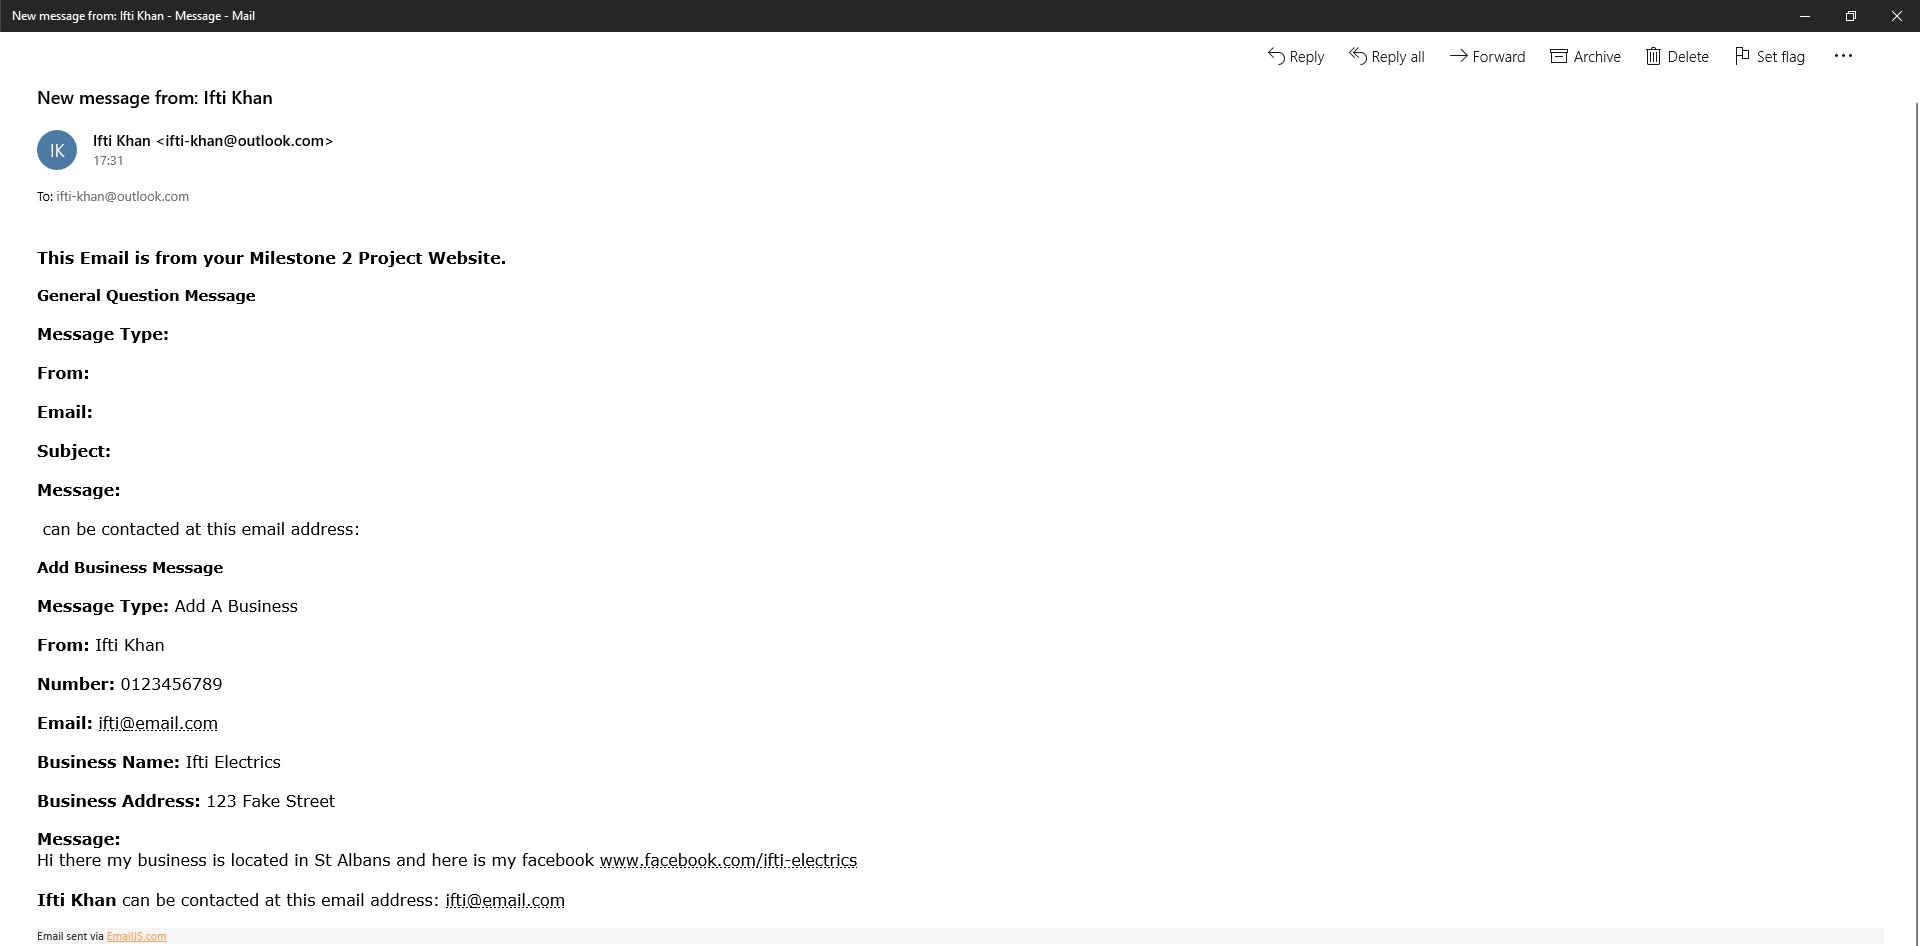 New message from: Ifti Khan - Message - Mail
Reply Reply all Forward Archive Delete Set flag
New message from: Ifti Khan
IK
Ifti Khan <ifti-khan@outlook.com>
17:31
To: ifti-khan@outlook.com
This Email is from your Milestone 2 Project Website.
General Question Message
Message Type:
From:
Email:
Subject:
Message:
can be contacted at this email address:
Add Business Message
Message Type: Add A Business
From: Ifti Khan
Number: 0123456789
Email: ifti@email.com
Business Name: Ifti Electrics
Business Address: 123 Fake Street
Message:
Hi there my business is located in St Albans and here is my facebook www.facebook.com/ifti-electrics
Ifti Khan can be contacted at this email address: ifti@email.com
Email sent via EmailJS.com